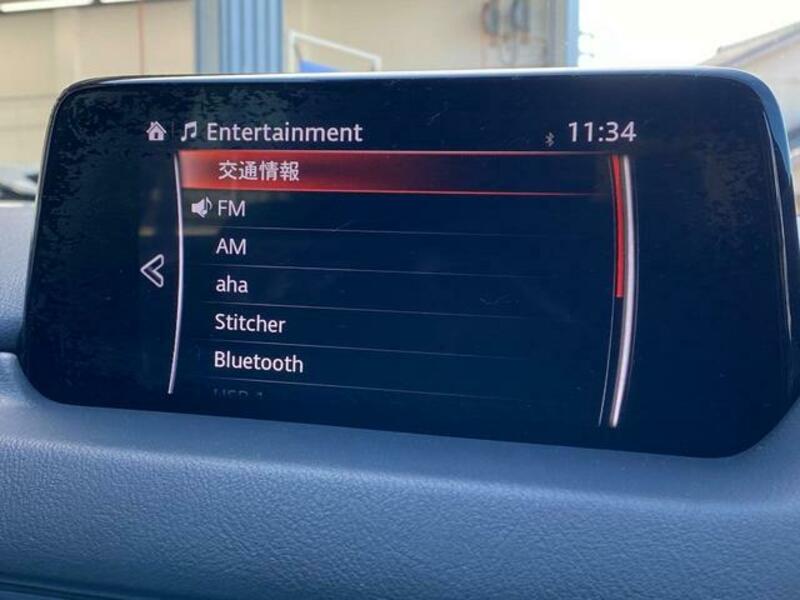 Entertainment 11:34
交通情報
FM
AM
aha
Stitcher
Bluetooth